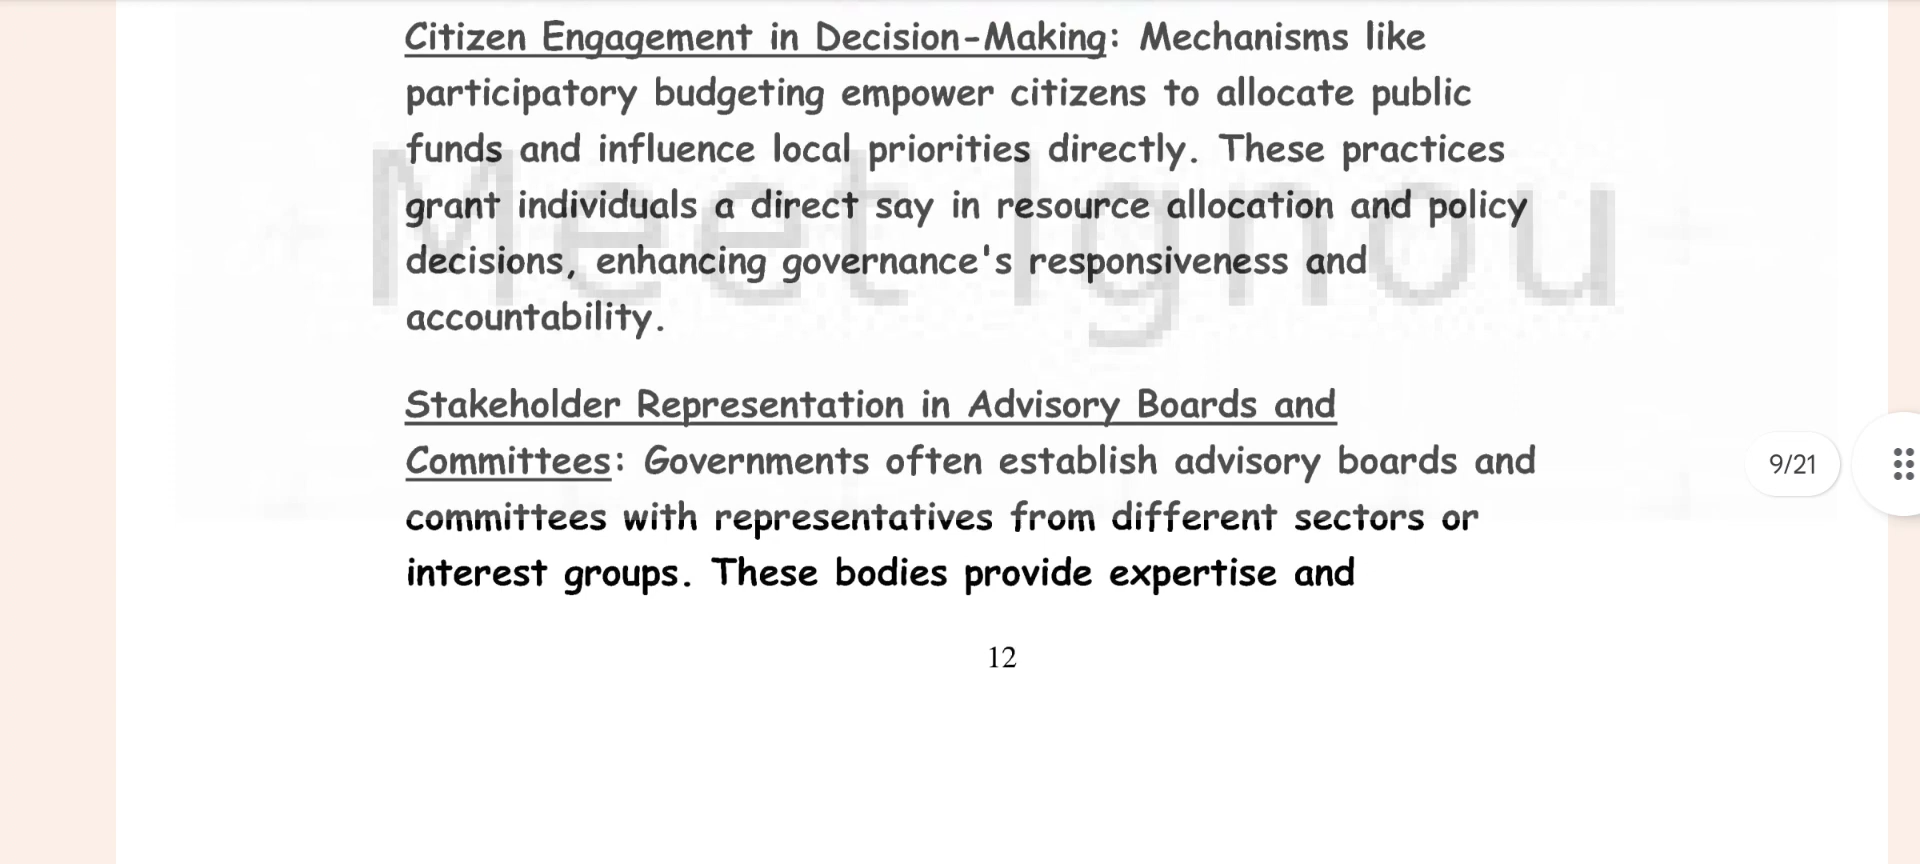 Citizen Engagement in Decision-Making: Mechanisms like
participatory budgeting empower citizens to allocate public
funds and influence local priorities directly. These practices
grant individuals a direct say in resource allocation and policy
decisions, enhancing governance's responsiveness and
accountability.
Meet Ignou
Stakeholder Representation in Advisory Boards and
Committees: Governments often establish advisory boards and
committees with representatives from different sectors or
interest groups. These bodies provide expertise and
9/21
12